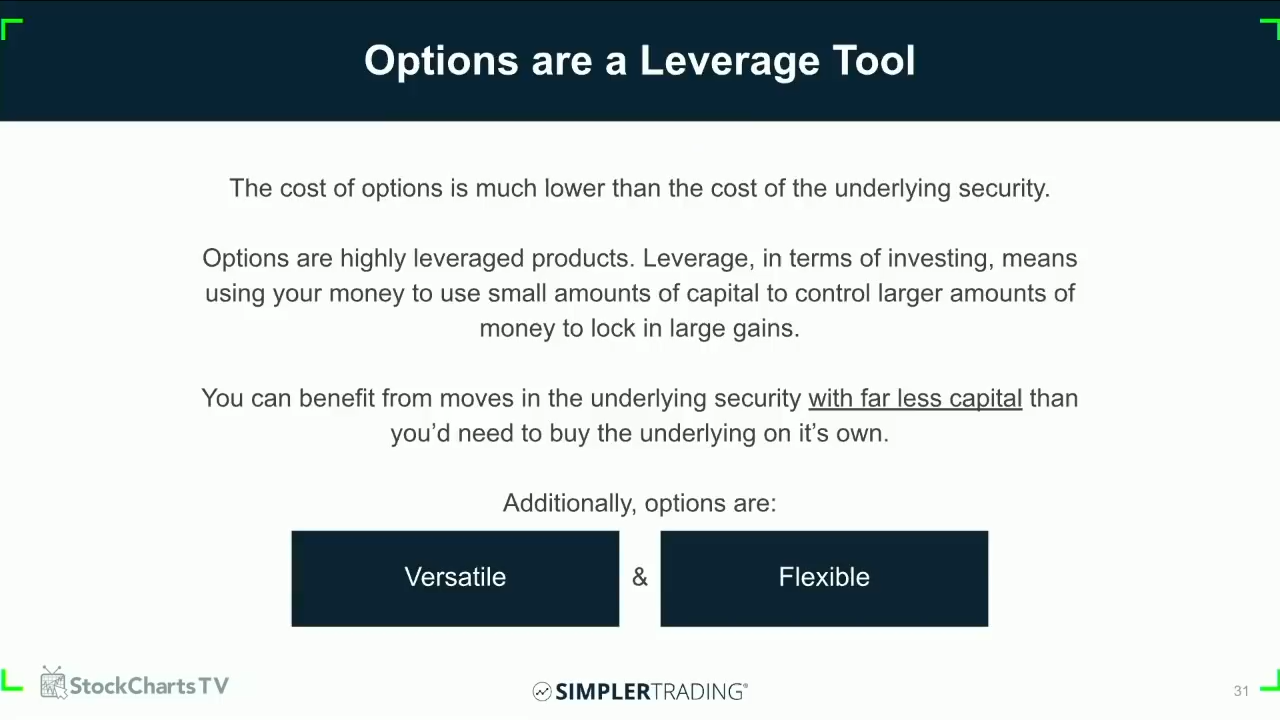 Options are a Leverage Tool
The cost of options is much lower than the cost of the underlying security.
Options are highly leveraged products. Leverage, in terms of investing, means
using your money to use small amounts of capital to control larger amounts of
money to lock in large gains.
You can benefit from moves in the underlying security with far less capital than
you’d need to buy the underlying on it’s own.
Additionally, options are:
Versatile & Flexible
StockChartsTV
SIMPLERTRADING®
31